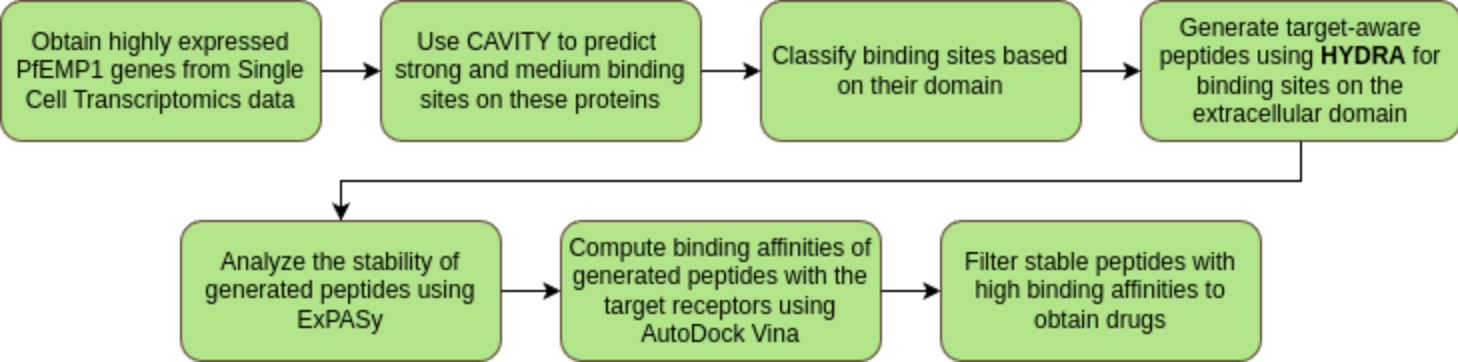 Obtain highly expressed
PfEMP1 genes from Single
Cell Transcriptomics data
Use CAVITY to predict
strong and medium binding
sites on these proteins
Classify binding sites based
on their domain
Generate target-aware
peptides using HYDRA for
binding sites on the
extracellular domain
Analyze the stability of
generated peptides using
ExPASy
Compute binding affinities of
generated peptides with the
target receptors using
AutoDock Vina
Filter stable peptides with
high binding affinities to
obtain drugs